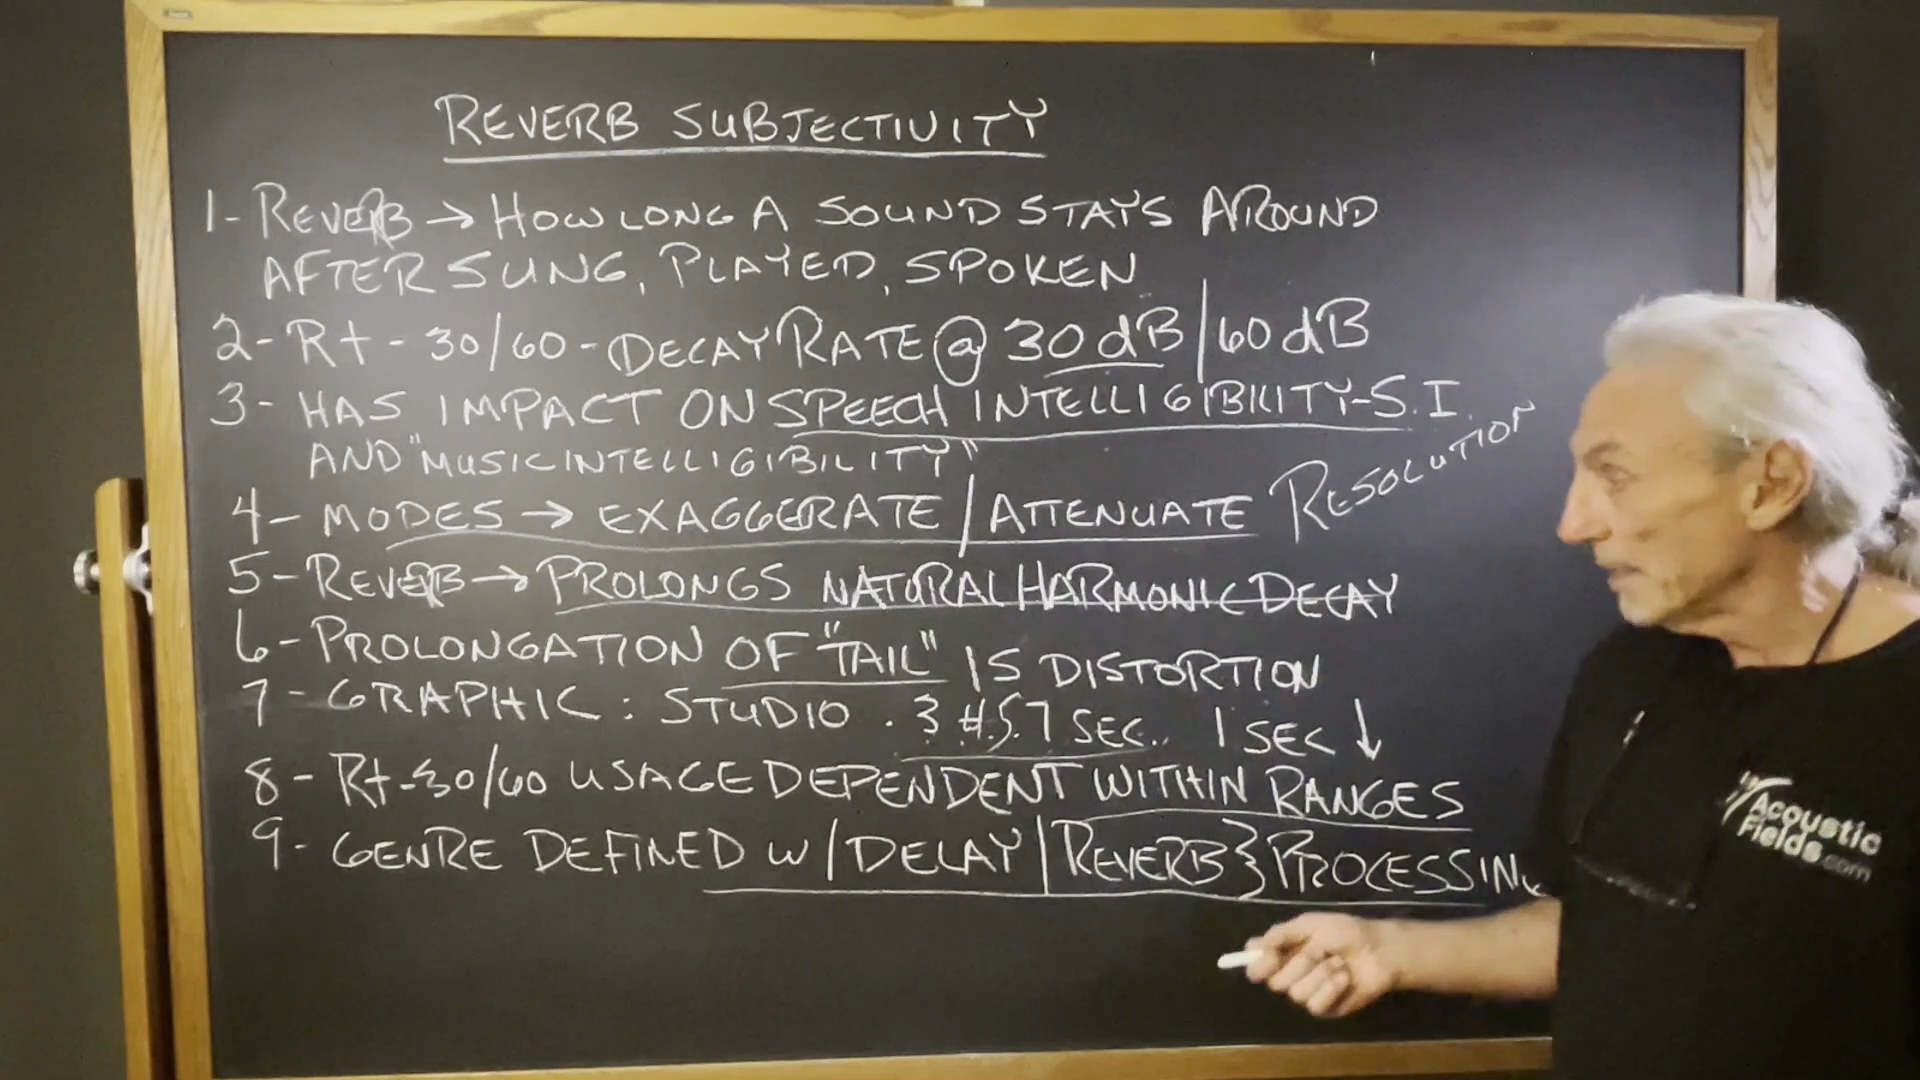 REVERB SUBJECTIVITY
1- REVERB → HOW LONG A SOUND STAYS AROUND
AFTER SUNG, PLAYED, SPOKEN
2- Rt - 30/60 - DECAY RATE @ 30 dB / 60 dB
3- HAS IMPACT ON SPEECH INTELLIGIBILITY-S.I.
AND "MUSIC INTELLIGIBILITY"
4- MODES → EXAGGERATE / ATTENUATE RESOLUTION
5- REVERB → PROLONGS NATURAL HARMONIC DECAY
6- PROLONGATION OF "TAIL" IS DISTORTION
7- GRAPHIC: STUDIO .3 .7 SEC. 1 SEC ↓
8- Rt-30/60 USAGE DEPENDENT WITHIN RANGES
9- GENRE DEFINED W/ DELAY / REVERB } PROCESSING
Acoustic
Fields.com